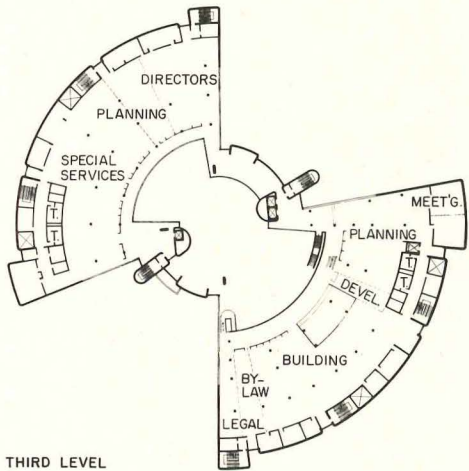 DIRECTORS
PLANNING
SPECIAL
SERVICES
T.
T.
MEET'G.
PLANNING
T.
T.
DEVEL.
BUILDING
BY-
LAW
LEGAL
THIRD LEVEL